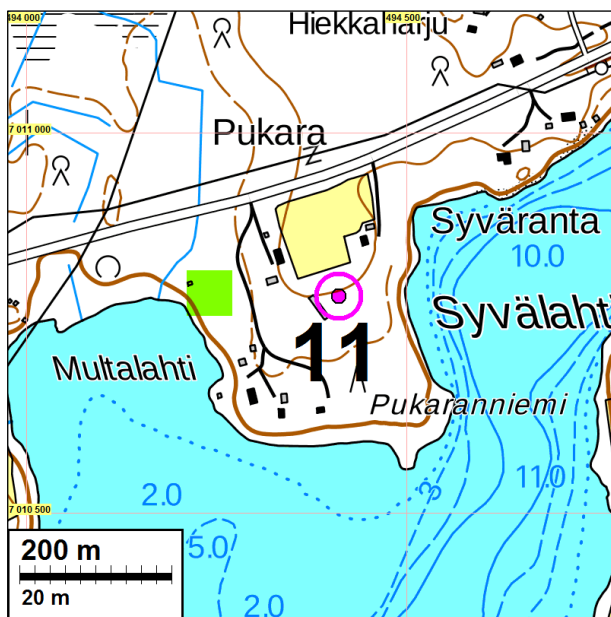 494 000
494 500
Hiekkaharju
7 011 000
Pukara
Syväranta
10.0
Syvälahti
11
Multalahti
Pukaranniemi
11.0
3
2.0
7 010 500
5.0
200 m
20 m
2.0